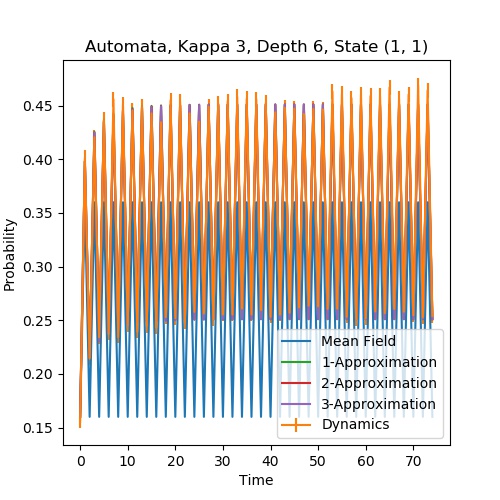 Automata, Kappa 3, Depth 6, State (1, 1)
Probability
0.45
0.40
0.35
0.30
0.25
0.20
0.15
Mean Field
1-Approximation
2-Approximation
3-Approximation
Dynamics
0 10 20 30 40 50 60 70
Time